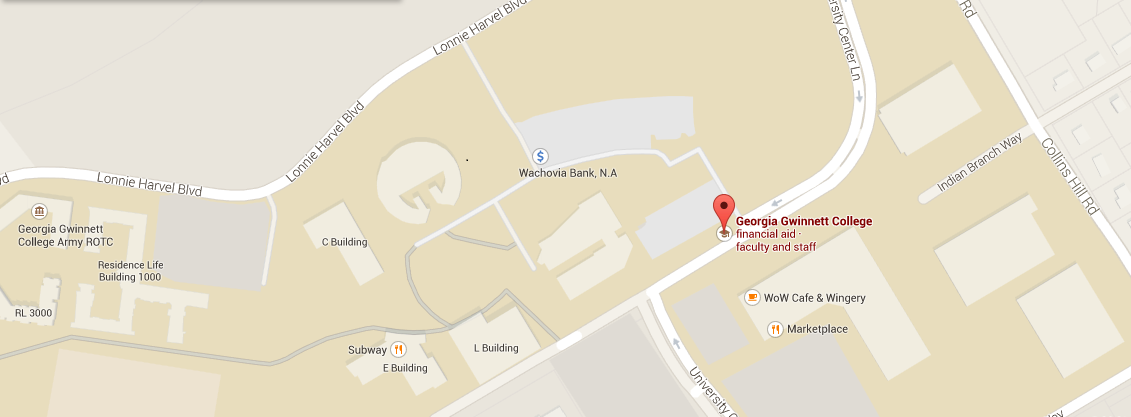 Lonnie Harvel Blvd
versity Center Ln
Rd
Lonnie Harvel Blvd
Collins Hill Rd
Indian Branch Way
$
Wachovia Bank, N.A
Lonnie Harvel Blvd
Georgia Gwinnett
College Army ROTC
C Building
Georgia Gwinnett College
financial aid ·
faculty and staff
Residence Life
Building 1000
WoW Cafe & Wingery
RL 3000
Marketplace
Subway
L Building
E Building
University C